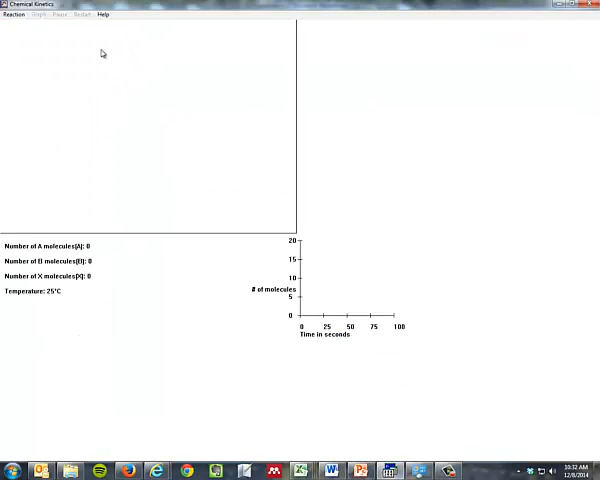 Chemical Kinetics
Reaction Graph Pause Restart Help
Number of A molecules[A]: 0
Number of B molecules[B]: 0
Number of X molecules[X]: 0
Temperature: 25°C
20
15
10
# of molecules
5
0
0 25 50 75 100
Time in seconds
10:32 AM
12/8/2014